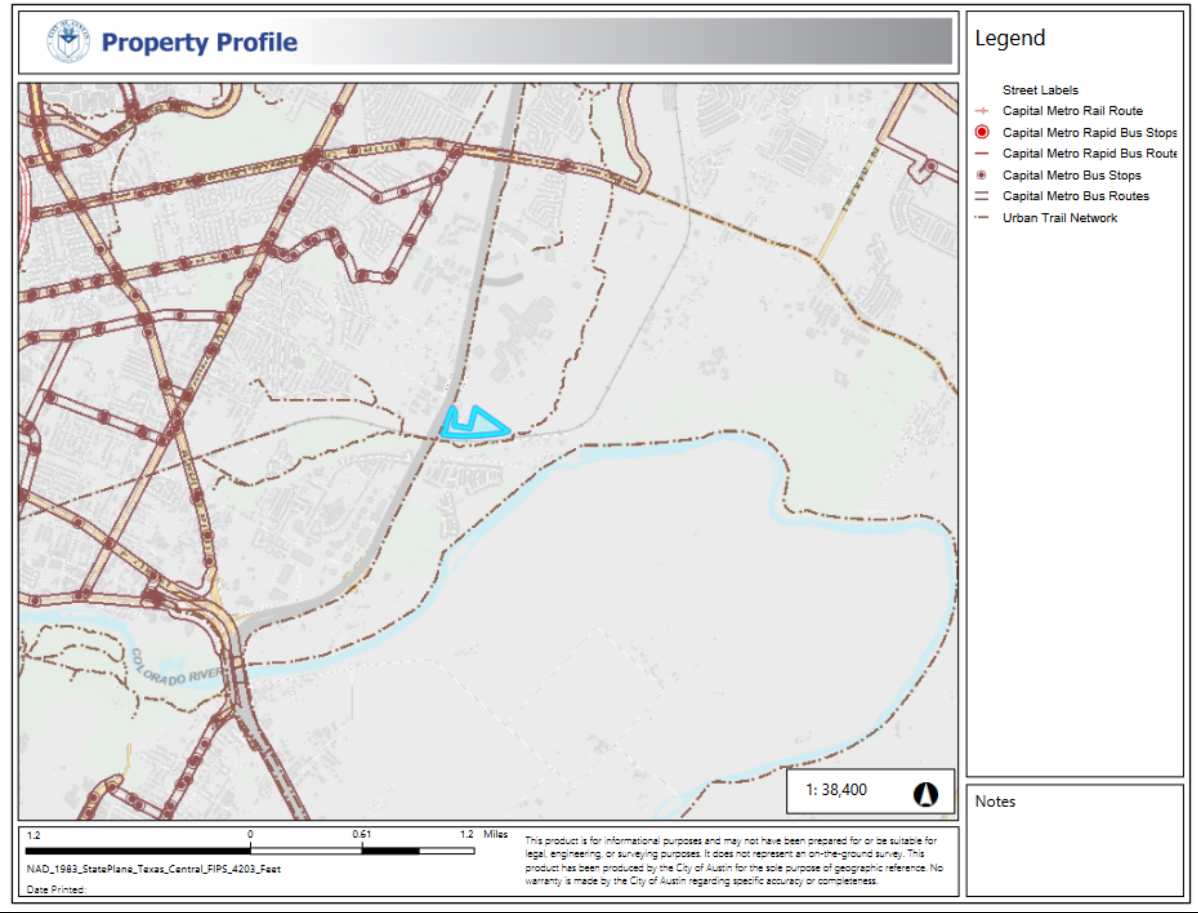 Property Profile
Legend
Street Labels
Capital Metro Rail Route
Capital Metro Rapid Bus Stops
Capital Metro Rapid Bus Route
Capital Metro Bus Stops
Capital Metro Bus Routes
Urban Trail Network
COLORADO RIVER
1: 38,400
Notes
1.2 0 0.61 1.2 Miles
NAD_1983_StatePlane_Texas_Central_FIPS_4203_Feet
Date Printed:
This product is for informational purposes and may not have been prepared for or be suitable for
legal, engineering, or surveying purposes. It does not represent an on-the-ground survey. This
product has been produced by the City of Austin for the sole purpose of geographic reference. No
warranty is made by the City of Austin regarding specific accuracy or completeness.